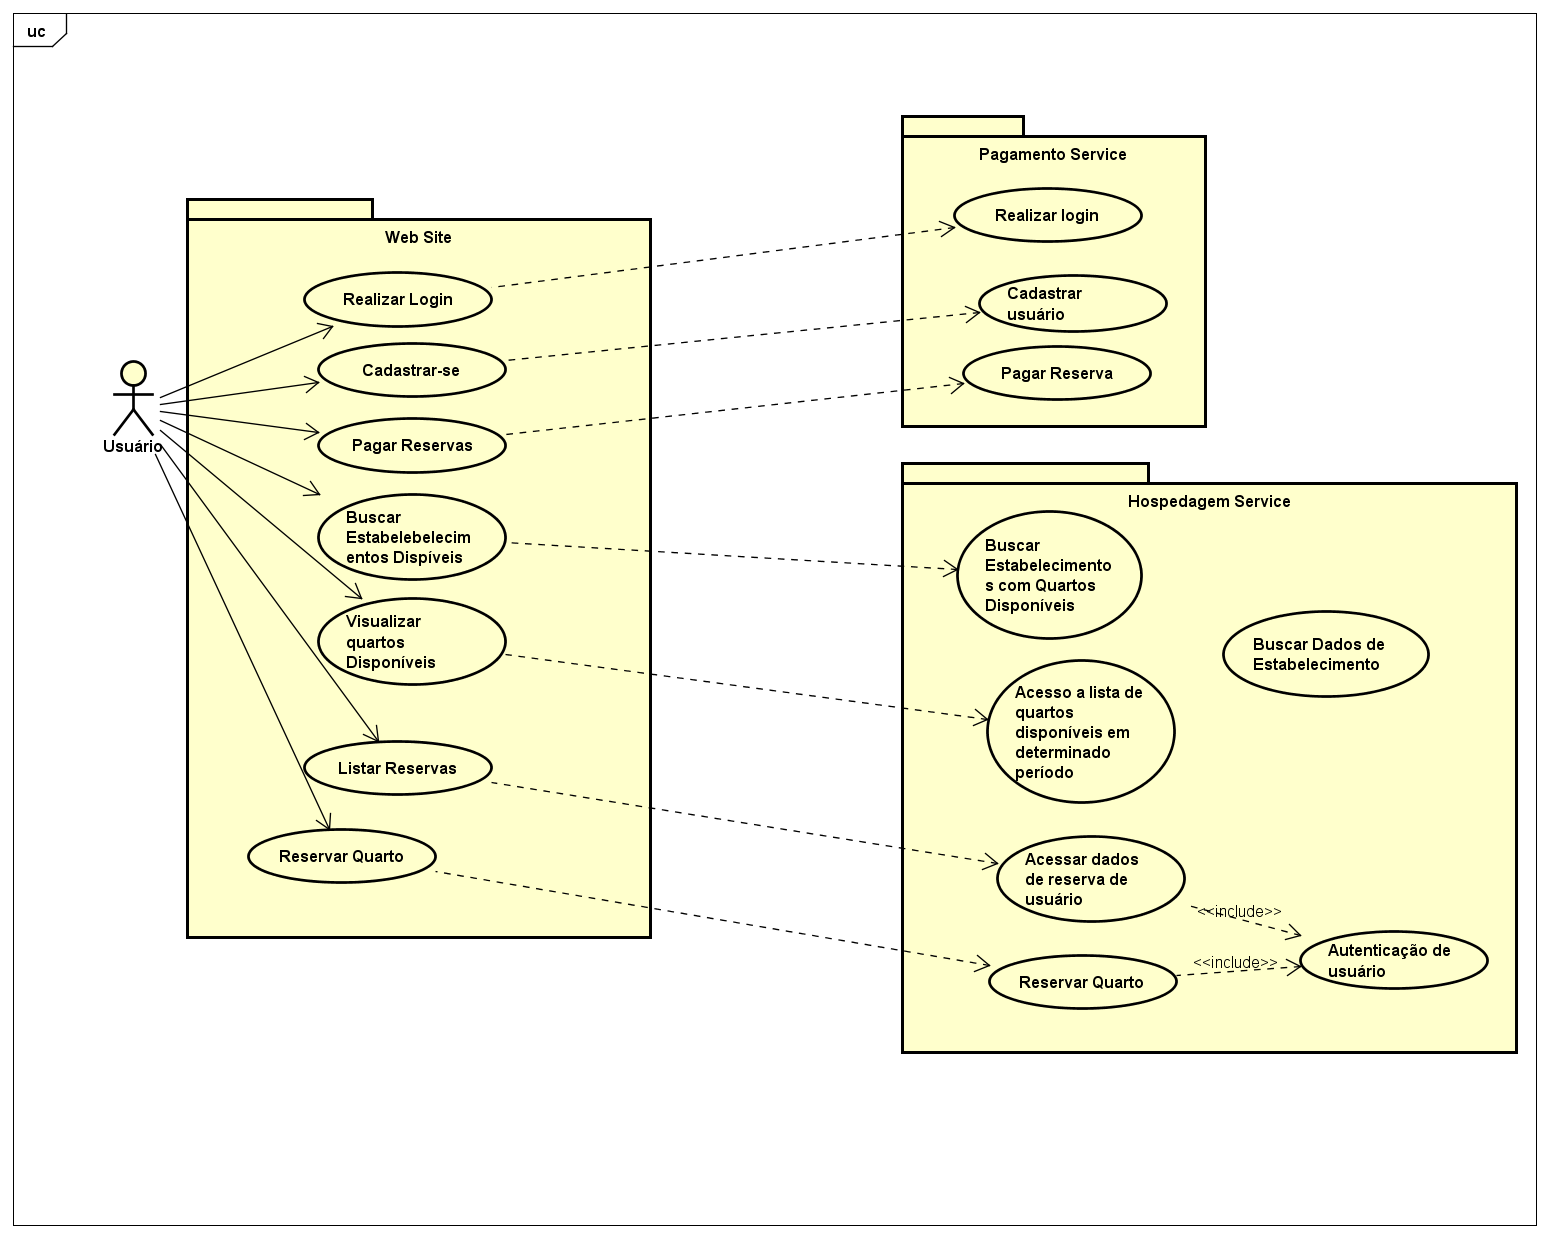 uc
Pagamento Service
Realizar login
Cadastrar
usuário
Pagar Reserva
Web Site
Realizar Login
Cadastrar-se
Pagar Reservas
Buscar
Estabelebelecim
entos Dispíveis
Visualizar
quartos
Disponíveis
Listar Reservas
Reservar Quarto
Usuário
Hospedagem Service
Buscar
Estabelecimento
s com Quartos
Disponíveis
Buscar Dados de
Estabelecimento
Acesso a lista de
quartos
disponíveis em
determinado
período
Acessar dados
de reserva de
usuário
<<include>>
Reservar Quarto
<<include>>
Autenticação de
usuário